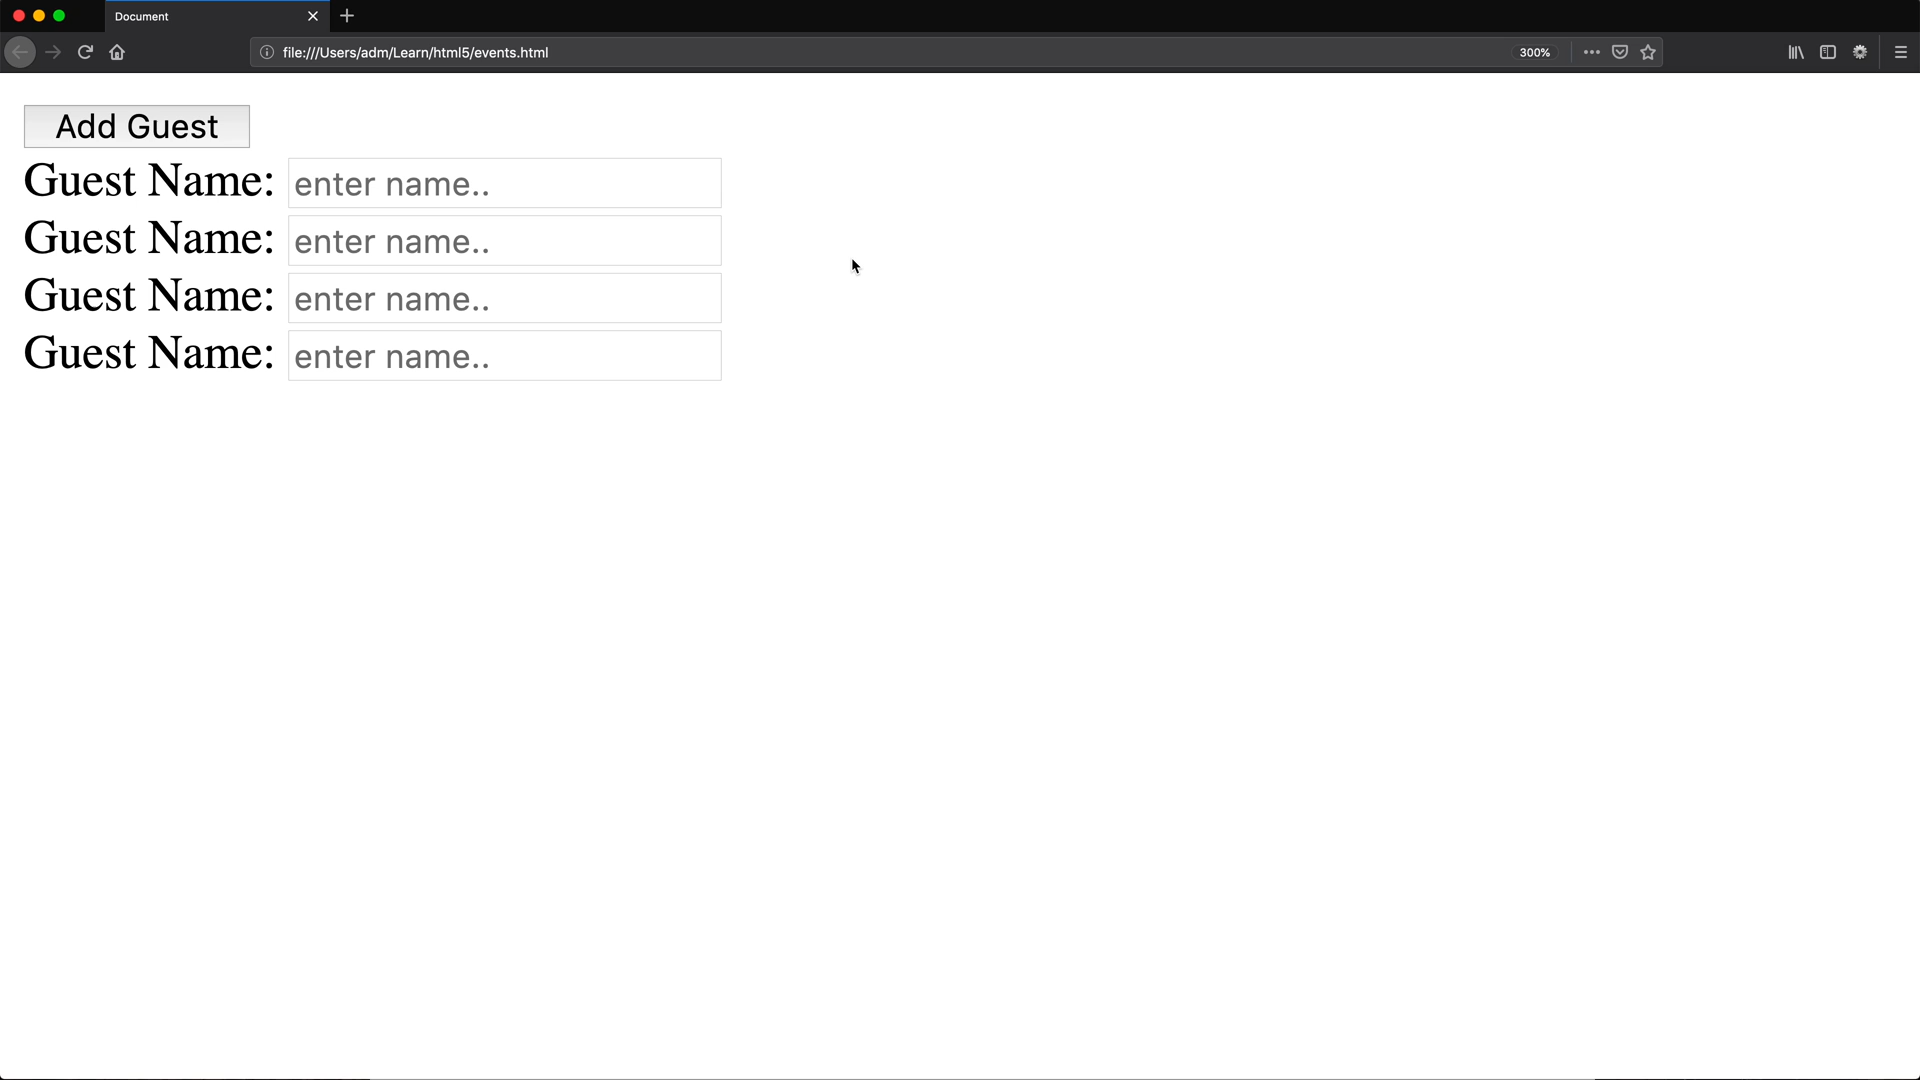 Document
file:///Users/adm/Learn/html5/events.html
300%
Add Guest
Guest Name: enter name..
Guest Name: enter name..
Guest Name: enter name..
Guest Name: enter name..